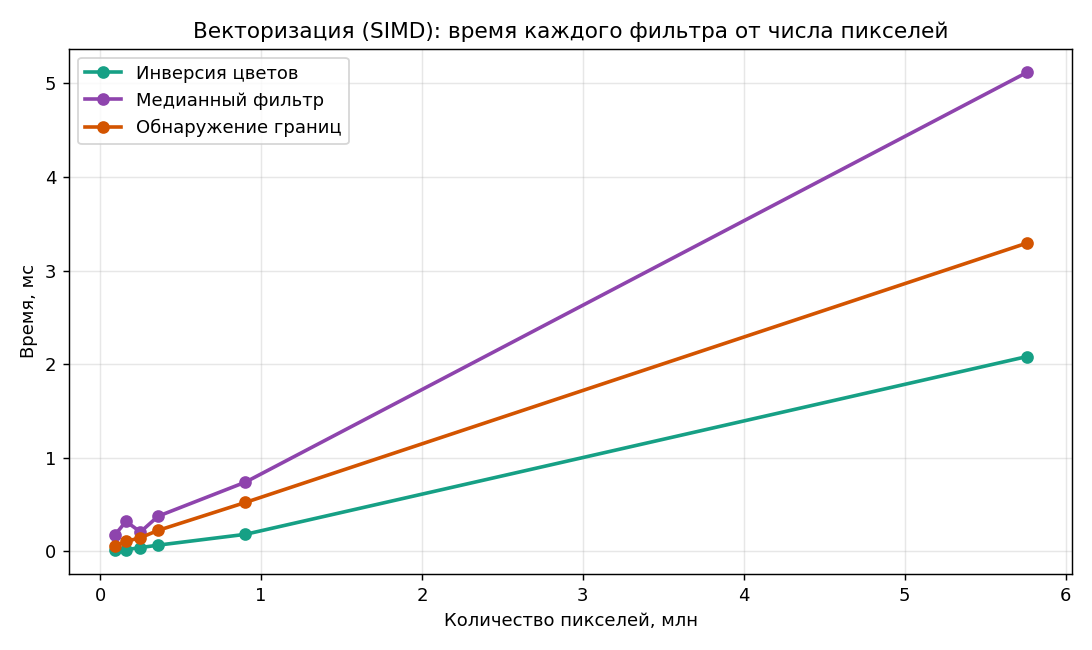 Векторизация (SIMD): время каждого фильтра от числа пикселей
Инверсия цветов
Медианный фильтр
Обнаружение границ
Время, мс
5
4
3
2
1
0
0 1 2 3 4 5 6
Количество пикселей, млн